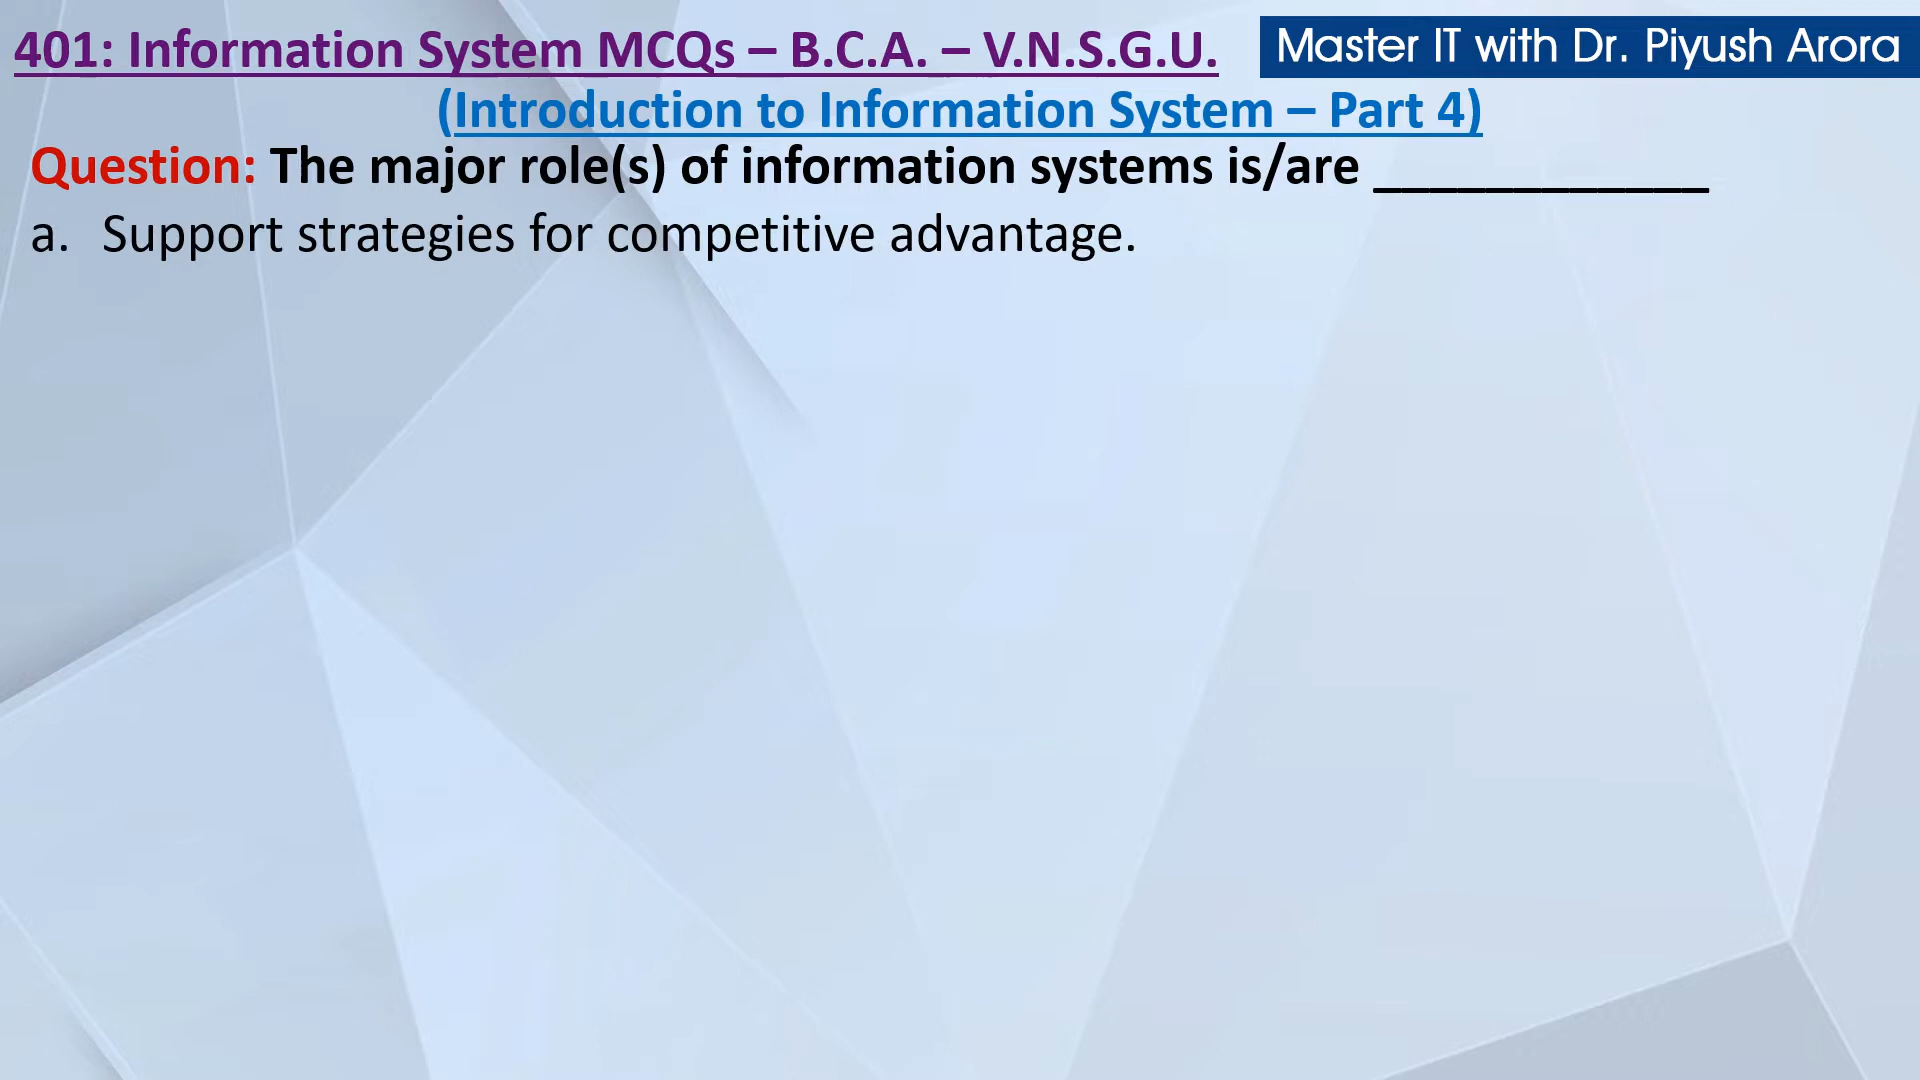 401: Information System MCQs – B.C.A. – V.N.S.G.U.
Master IT with Dr. Piyush Arora
(Introduction to Information System – Part 4)
Question: The major role(s) of information systems is/are ____________
a. Support strategies for competitive advantage.